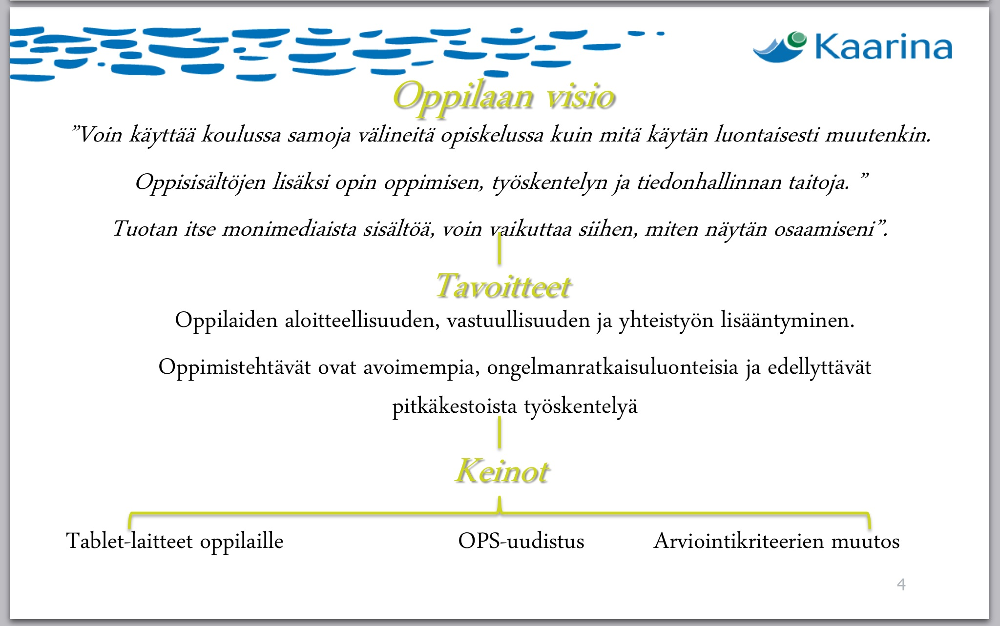 Kaarina
Oppilaan visio
”Voin käyttää koulussa samoja välineitä opiskelussa kuin mitä käytän luontaisesti muutenkin.
Oppisisältöjen lisäksi opin oppimisen, työskentelyn ja tiedonhallinnan taitoja. ”
Tuotan itse monimediaista sisältöä, voin vaikuttaa siihen, miten näytän osaamiseni”.
Tavoitteet
Oppilaiden aloitteellisuuden, vastuullisuuden ja yhteistyön lisääntyminen.
Oppimistehtävät ovat avoimempia, ongelmanratkaisuluonteisia ja edellyttävät
pitkäkestoista työskentelyä
Keinot
Tablet-laitteet oppilaille OPS-uudistus Arviointikriteerien muutos
4